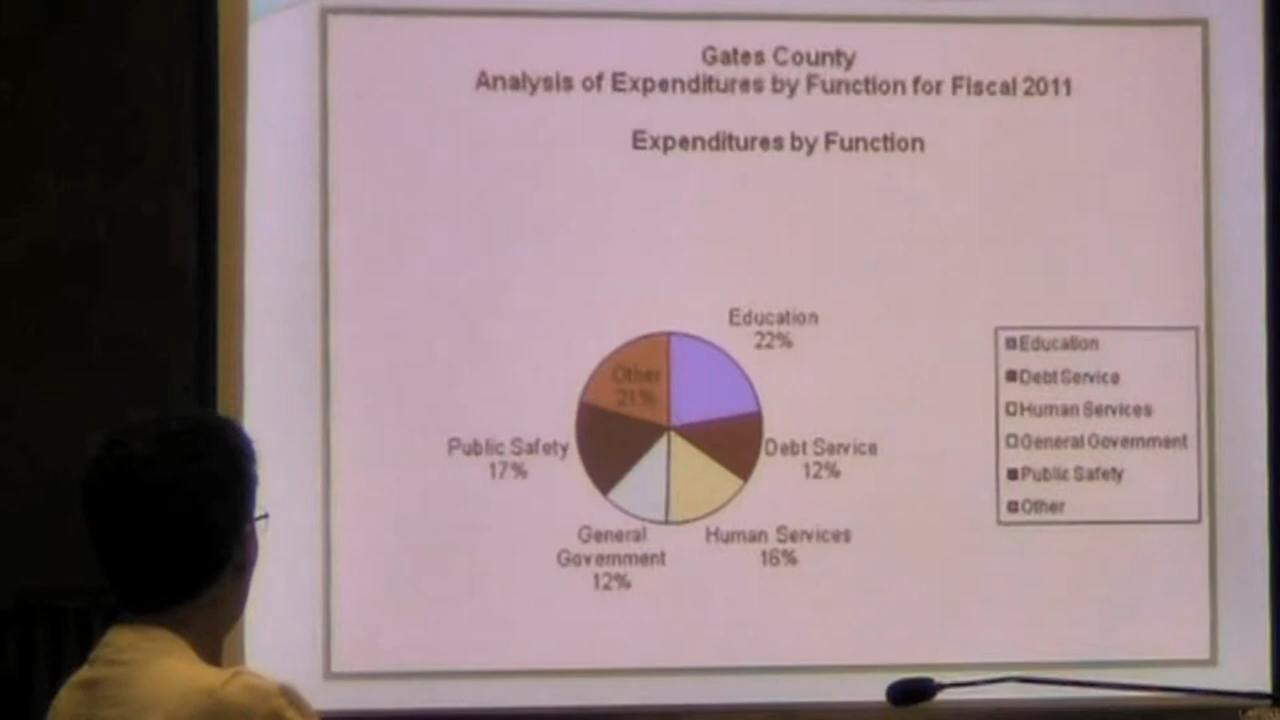 Gates County
Analysis of Expenditures by Function for Fiscal 2011
Expenditures by Function
Education
22%
Other
21%
Public Safety
17%
Debt Service
12%
General
Government
12%
Human Services
16%
Education
Debt Service
Human Services
General Government
Public Safety
Other